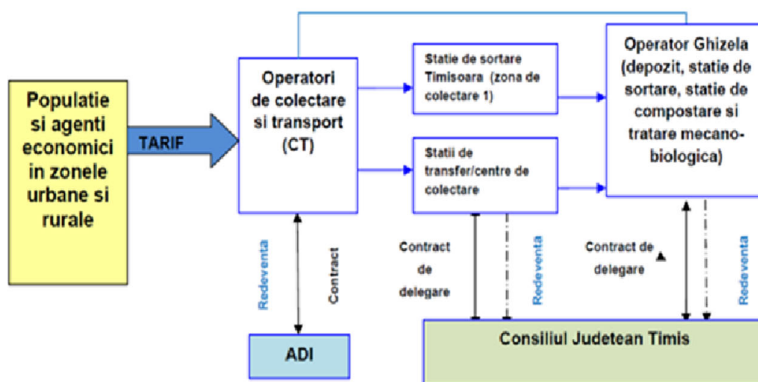 Populatie
si agenti
economici
in zonele
urbane si
rurale
TARIF
Operatori
de colectare
si transport
(CT)
Statie de sortare
Timisoara (zona de
colectare 1)
Statii de
transfer/centre de
colectare
Operator Ghizela
(depozit, statie de
sortare, statie de
compostare si
tratare mecano-
biologica)
Redeventa
Contract
Contract
de
delegare
Redeventa
Contract de
delegare
Redeventa
ADI
Consiliul Judetean Timis